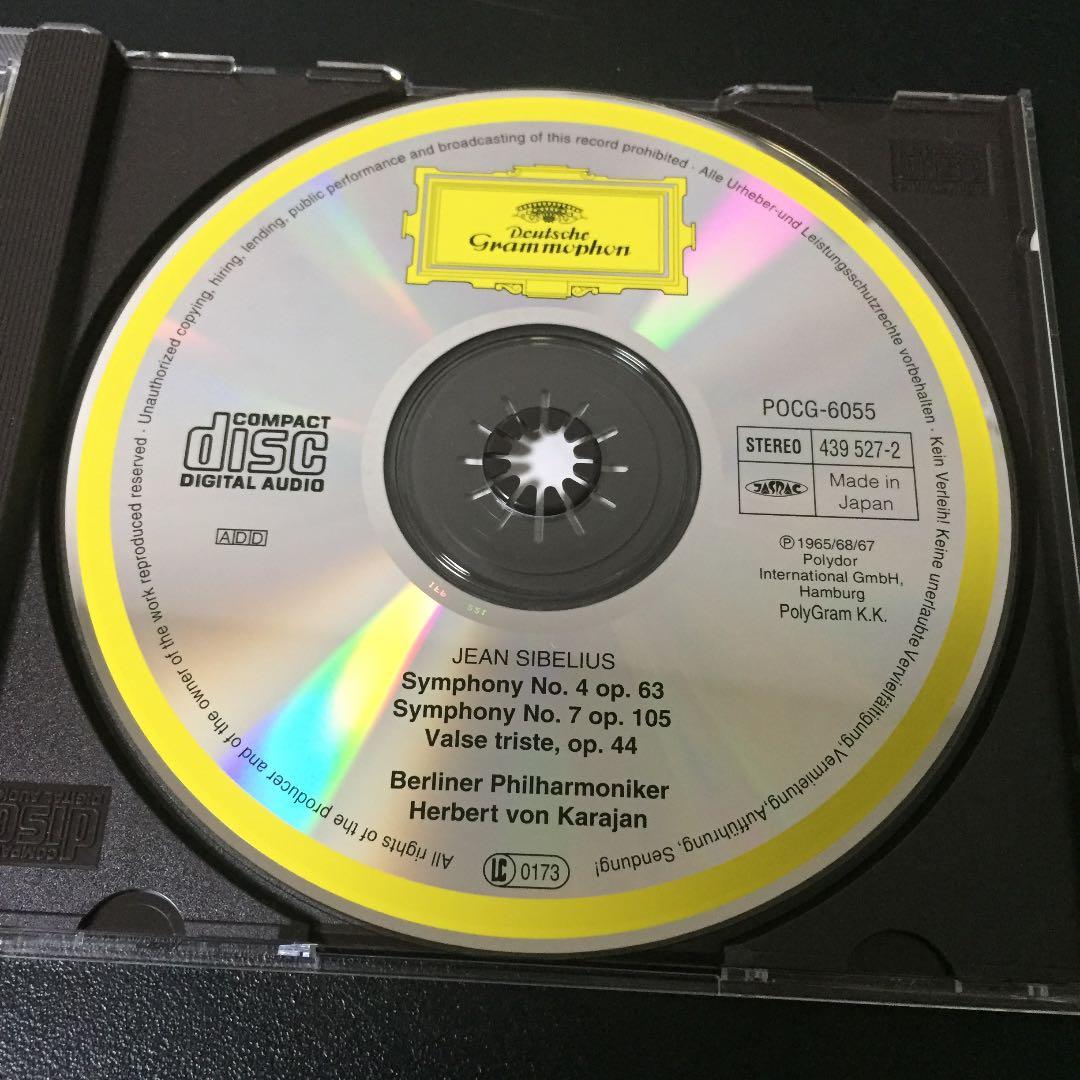 Unauthorized copying, hiring, lending, public performance and broadcasting of this record prohibited · Alle Urheber-und Leistungsschutzrechte vorbehalten · Kein Verleih! Keine unerlaubte Vervielfältigung, Vermietung, Aufführung, Sendung!
Deutsche
Grammophon
COMPACT
disc
DIGITAL AUDIO
ADD
POCG-6055
STEREO 439 527-2
JASRAC Made in
Japan
℗ 1965/68/67
Polydor
International GmbH,
Hamburg
PolyGram K.K.
JEAN SIBELIUS
Symphony No. 4 op. 63
Symphony No. 7 op. 105
Valse triste, op. 44
Berliner Philharmoniker
Herbert von Karajan
LC 0173
All rights of the producer and of the owner of the work reproduced reserved ·
COMPACT
disc